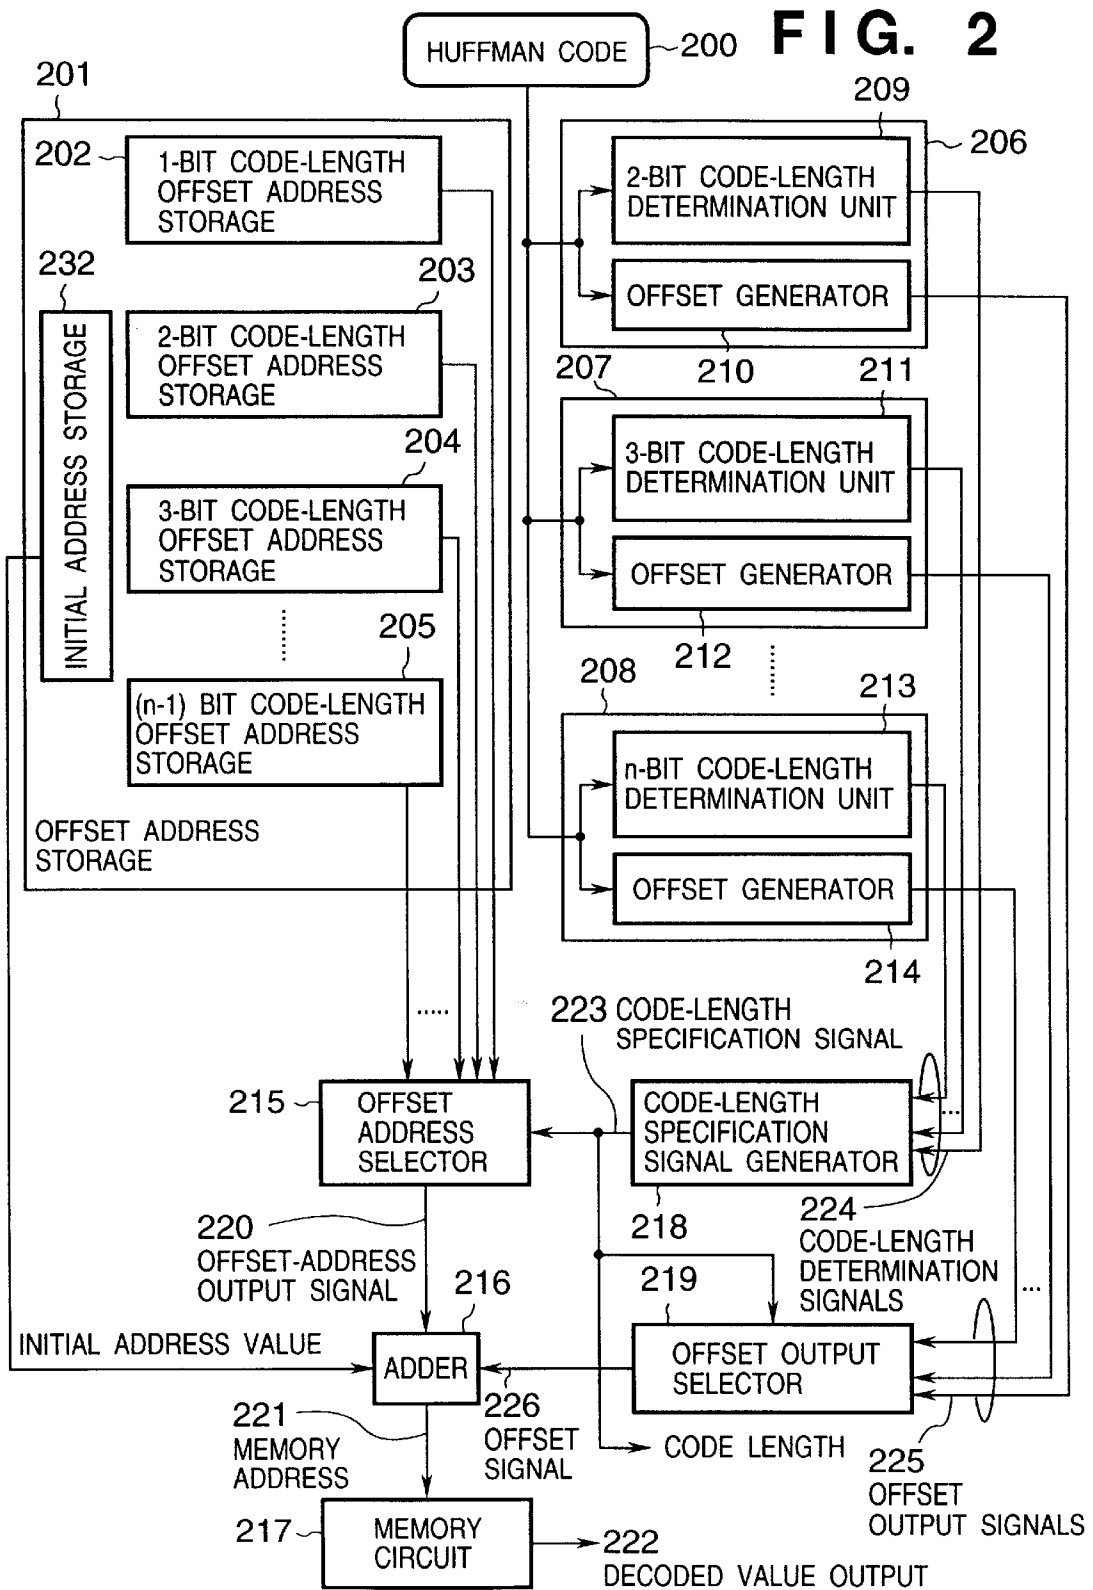 FIG. 2
HUFFMAN CODE
200
201
202
1-BIT CODE-LENGTH
OFFSET ADDRESS
STORAGE
232
INITIAL ADDRESS STORAGE
203
2-BIT CODE-LENGTH
OFFSET ADDRESS
STORAGE
204
3-BIT CODE-LENGTH
OFFSET ADDRESS
STORAGE
205
(n-1) BIT CODE-LENGTH
OFFSET ADDRESS
STORAGE
OFFSET ADDRESS
STORAGE
209
206
2-BIT CODE-LENGTH
DETERMINATION UNIT
OFFSET GENERATOR
210
207
211
3-BIT CODE-LENGTH
DETERMINATION UNIT
OFFSET GENERATOR
212
208
213
n-BIT CODE-LENGTH
DETERMINATION UNIT
OFFSET GENERATOR
214
223 CODE-LENGTH
SPECIFICATION SIGNAL
215
OFFSET
ADDRESS
SELECTOR
CODE-LENGTH
SPECIFICATION
SIGNAL GENERATOR
218
224
CODE-LENGTH
DETERMINATION
SIGNALS
220
OFFSET-ADDRESS
OUTPUT SIGNAL
216
219
INITIAL ADDRESS VALUE
ADDER
OFFSET OUTPUT
SELECTOR
221
MEMORY
ADDRESS
226
OFFSET
SIGNAL
CODE LENGTH
225
OFFSET
OUTPUT SIGNALS
217
MEMORY
CIRCUIT
222
DECODED VALUE OUTPUT